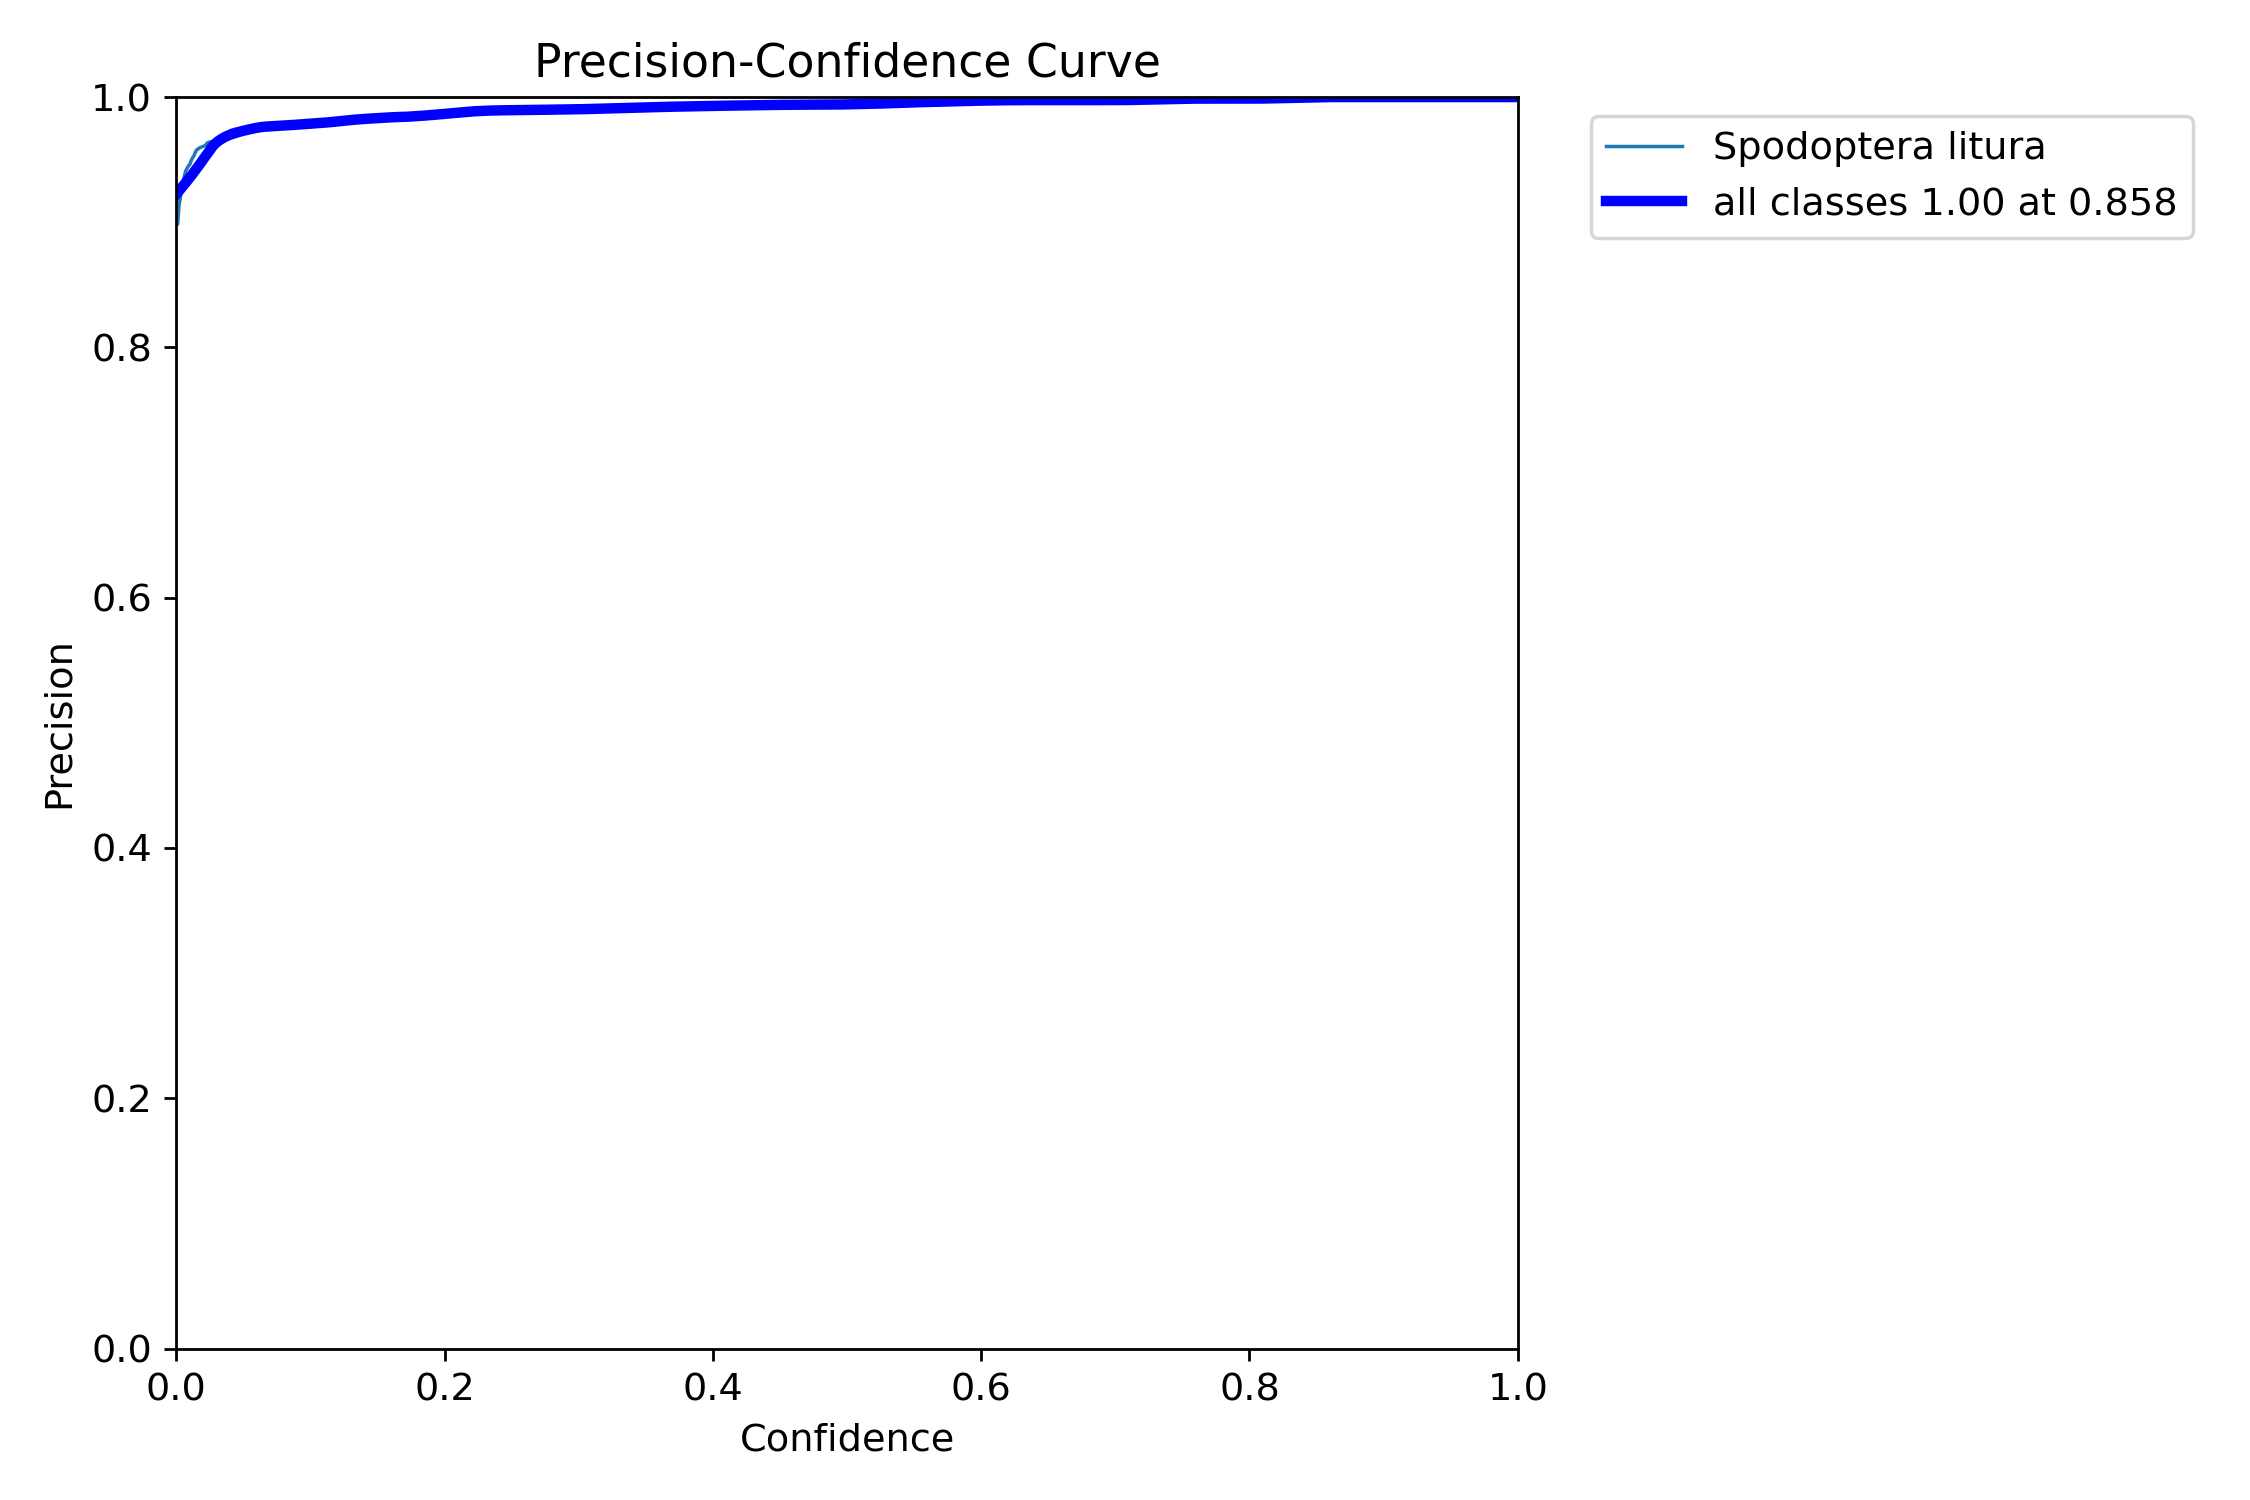 Precision-Confidence Curve
Spodoptera litura
all classes 1.00 at 0.858
1.0
0.8
0.6
0.4
0.2
0.0
Precision
0.0 0.2 0.4 0.6 0.8 1.0
Confidence